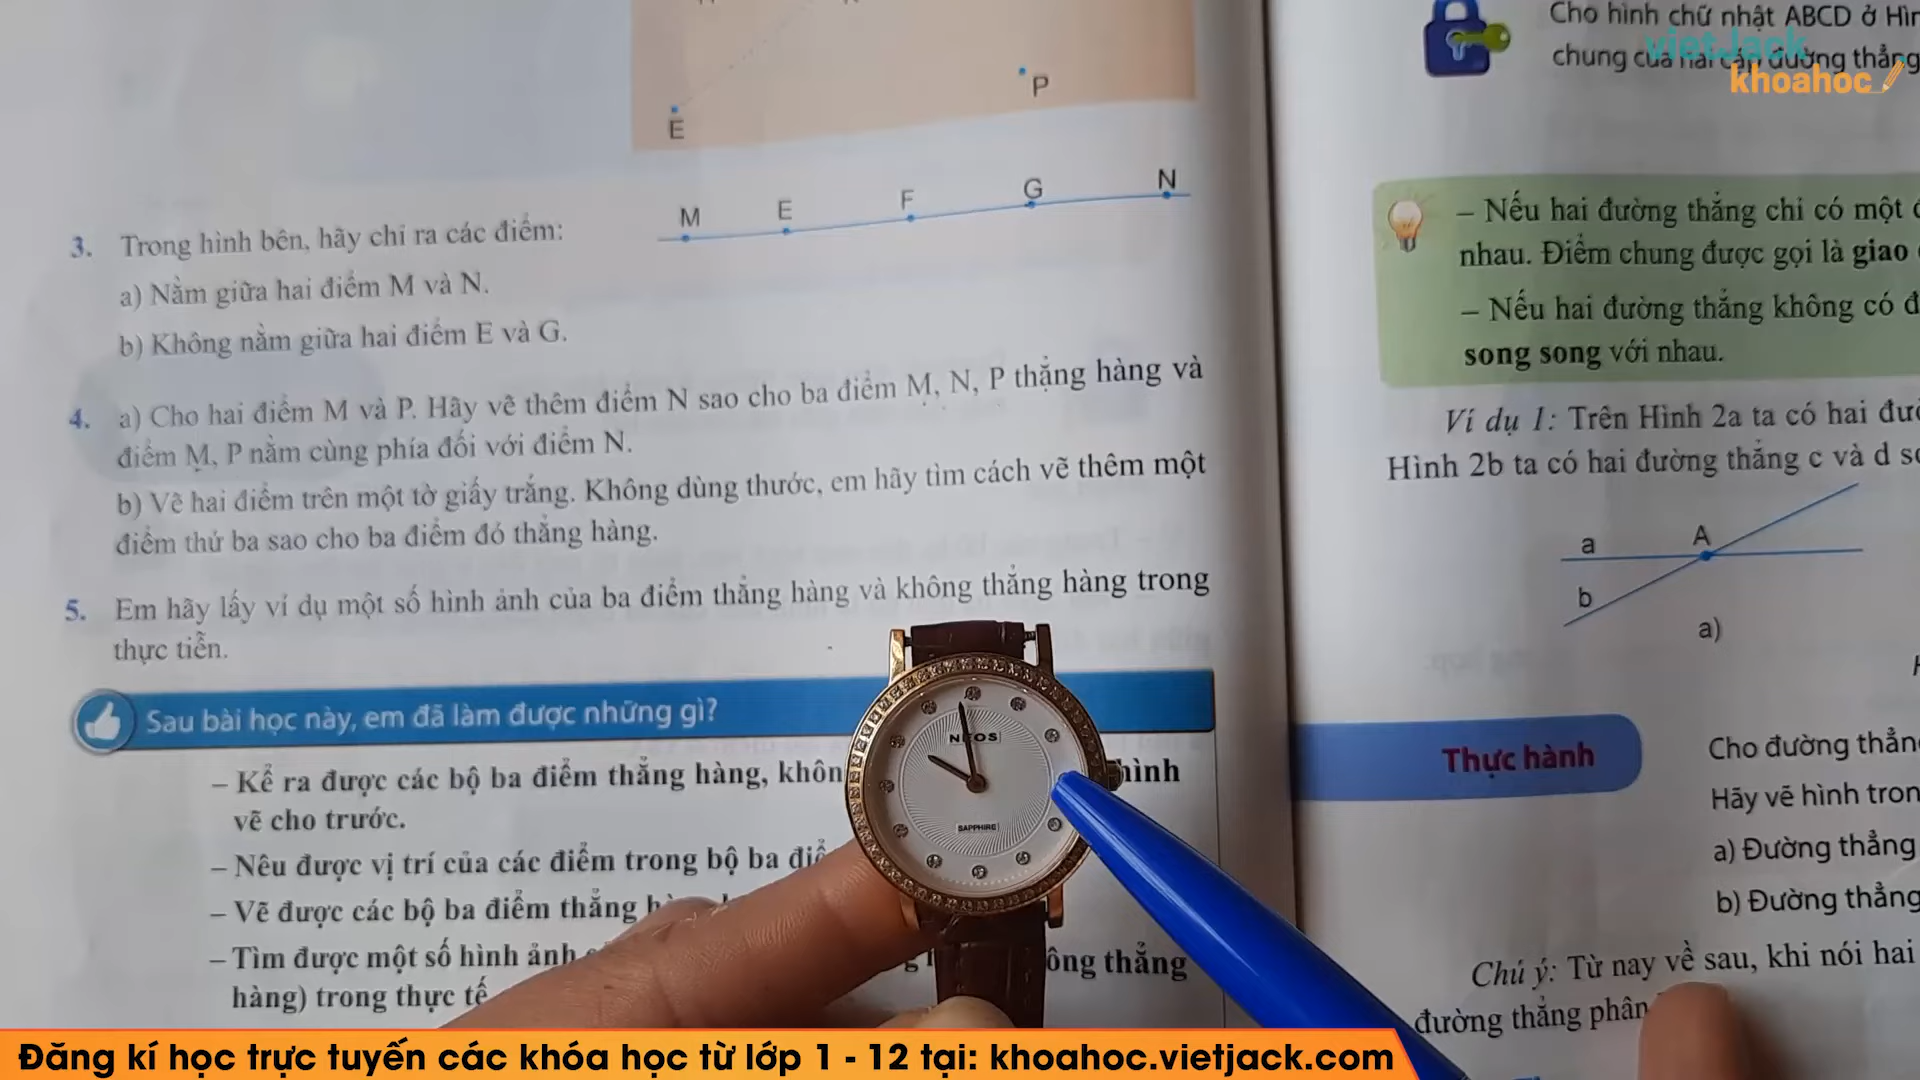 E
P
M E F G N
3. Trong hình bên, hãy chỉ ra các điểm:
a) Nằm giữa hai điểm M và N.
b) Không nằm giữa hai điểm E và G.
4. a) Cho hai điểm M và P. Hãy vẽ thêm điểm N sao cho ba điểm M, N, P thẳng hàng và
điểm M, P nằm cùng phía đối với điểm N.
b) Vẽ hai điểm trên một tờ giấy trắng. Không dùng thước, em hãy tìm cách vẽ thêm một
điểm thứ ba sao cho ba điểm đó thẳng hàng.
5. Em hãy lấy ví dụ một số hình ảnh của ba điểm thẳng hàng và không thẳng hàng trong
thực tiễn.
Sau bài học này, em đã làm được những gì?
– Kể ra được các bộ ba điểm thẳng hàng, hình
vẽ cho trước.
– Nêu được vị trí của các điểm trong bộ ba
– Vẽ được các bộ ba điểm thẳng
– Tìm được một số hình ảnh thẳng
hàng) trong thực tế
NEOS
SAPPHIRE
Cho hình chữ nhật ABCD ở
chung của hai cặp đường thẳng
vietJack
khoahoc
– Nếu hai đường thẳng chỉ có một
nhau. Điểm chung được gọi là giao
– Nếu hai đường thẳng không có
song song với nhau.
Ví dụ 1: Trên Hình 2a ta có hai
Hình 2b ta có hai đường thẳng c và d
a A
b
a)
Thực hành
Cho đường thẳng
Hãy vẽ hình
a) Đường thẳng
b) Đường thẳng
Chú ý: Từ nay về sau, khi nói hai
đường thẳng phân
Đăng kí học trực tuyến các khóa học từ lớp 1 - 12 tại: khoahoc.vietjack.com